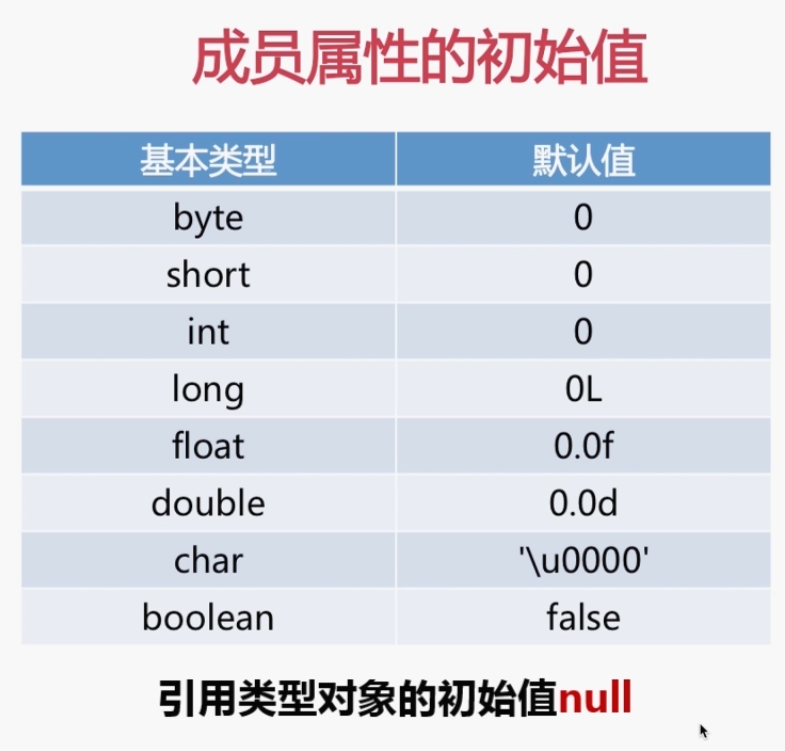 成员属性的初始值
基本类型 默认值
byte 0
short 0
int 0
long 0L
float 0.0f
double 0.0d
char '\u0000'
boolean false
引用类型对象的初始值null